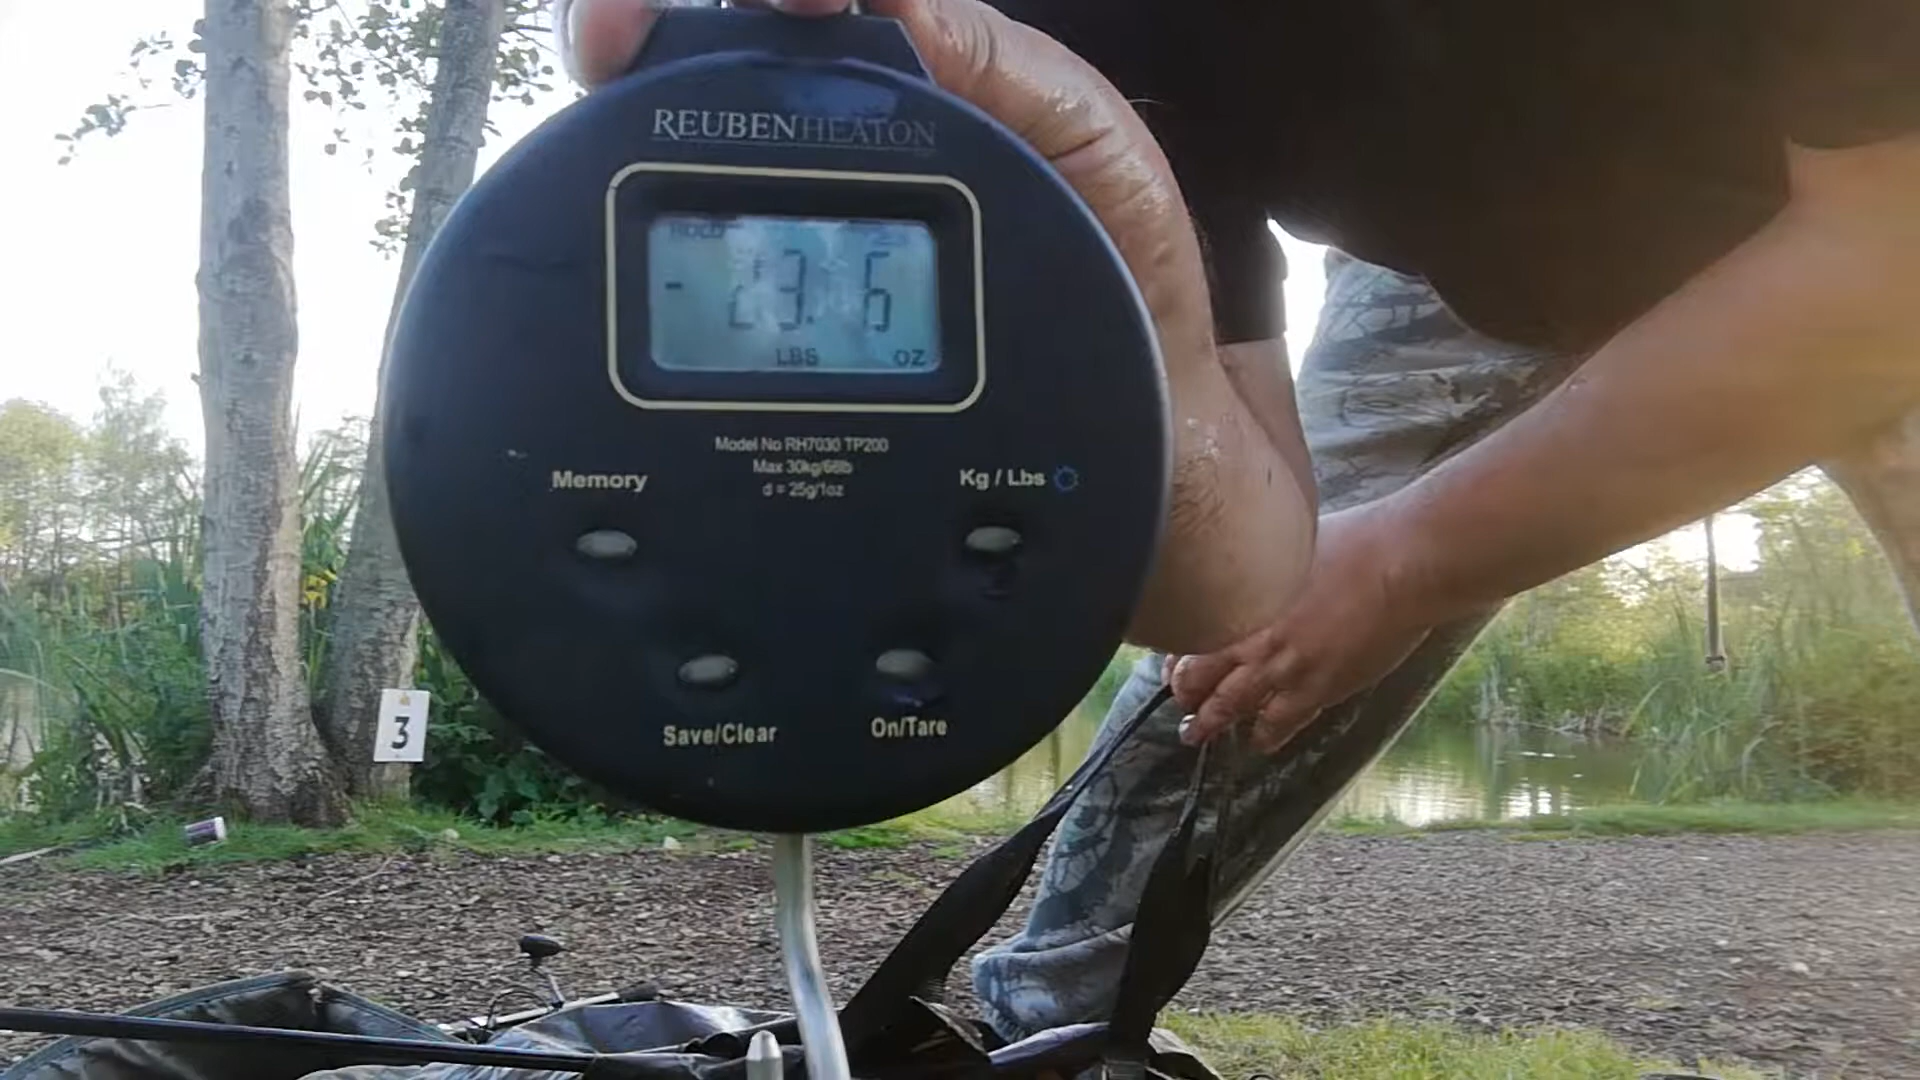 REUBENHEATON
HOLD
- 23. 6
LBS OZ
Model No RH7030 TP200
Max 30kg/66lb
d = 25g/1oz
Memory
Kg / Lbs
Save/Clear
On/Tare
3